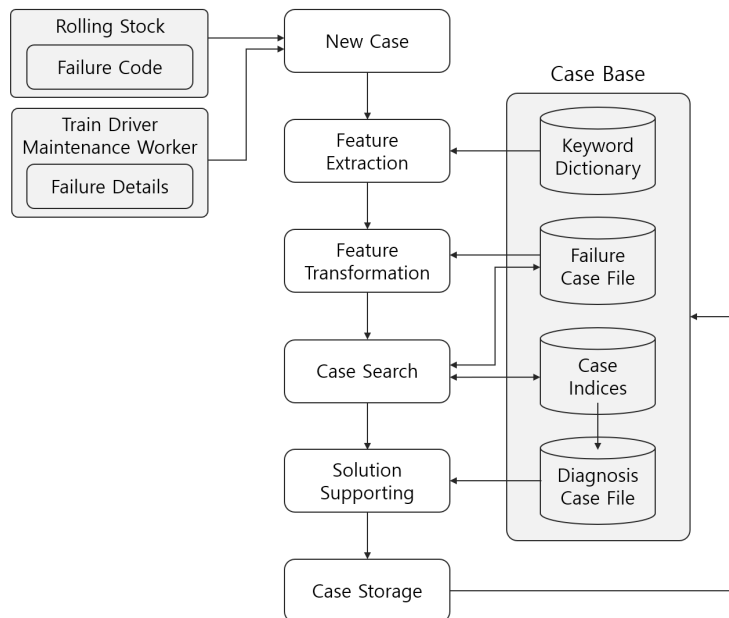 Rolling Stock
Failure Code
Train Driver
Maintenance Worker
Failure Details
New Case
Feature
Extraction
Feature
Transformation
Case Search
Solution
Supporting
Case Storage
Case Base
Keyword
Dictionary
Failure
Case File
Case
Indices
Diagnosis
Case File